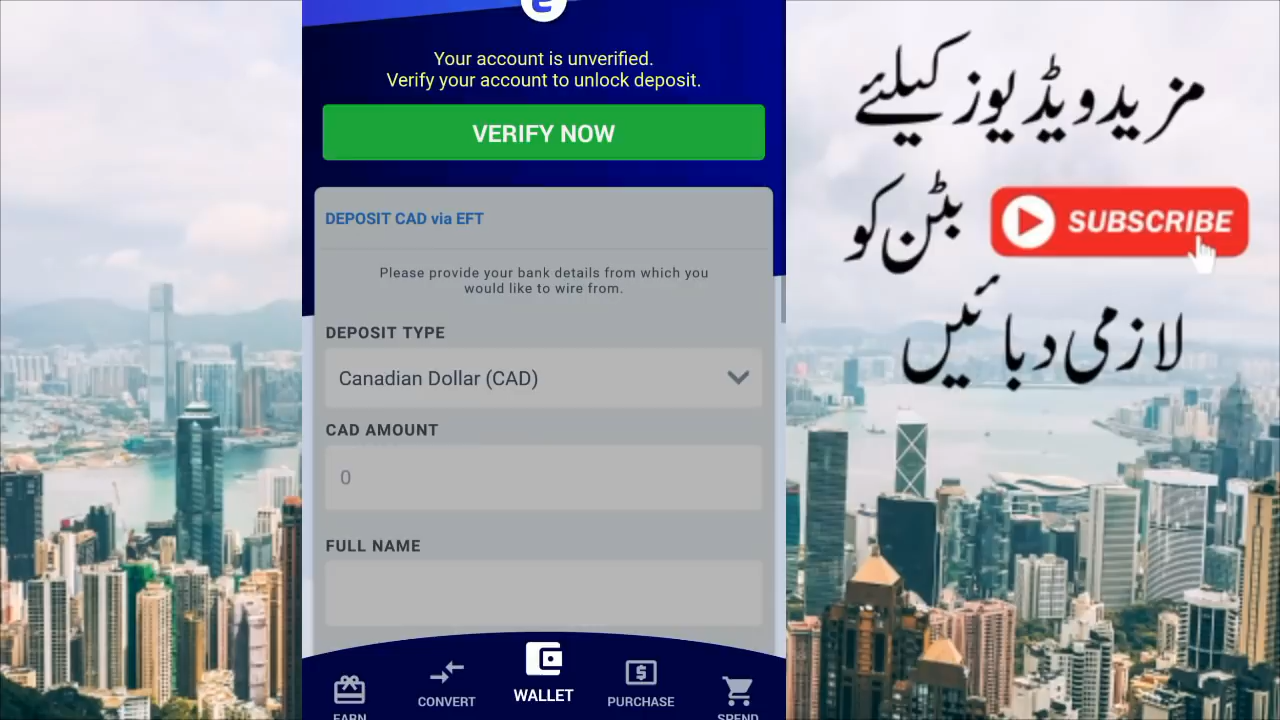 Your account is unverified.
Verify your account to unlock deposit.
VERIFY NOW
DEPOSIT CAD via EFT
Please provide your bank details from which you
would like to wire from.
DEPOSIT TYPE
Canadian Dollar (CAD)
CAD AMOUNT
0
FULL NAME
EARN
CONVERT
WALLET
PURCHASE
SPEND
مزید ویڈیوز کیلئے
SUBSCRIBE بٹن کو
لازمی دبائیں